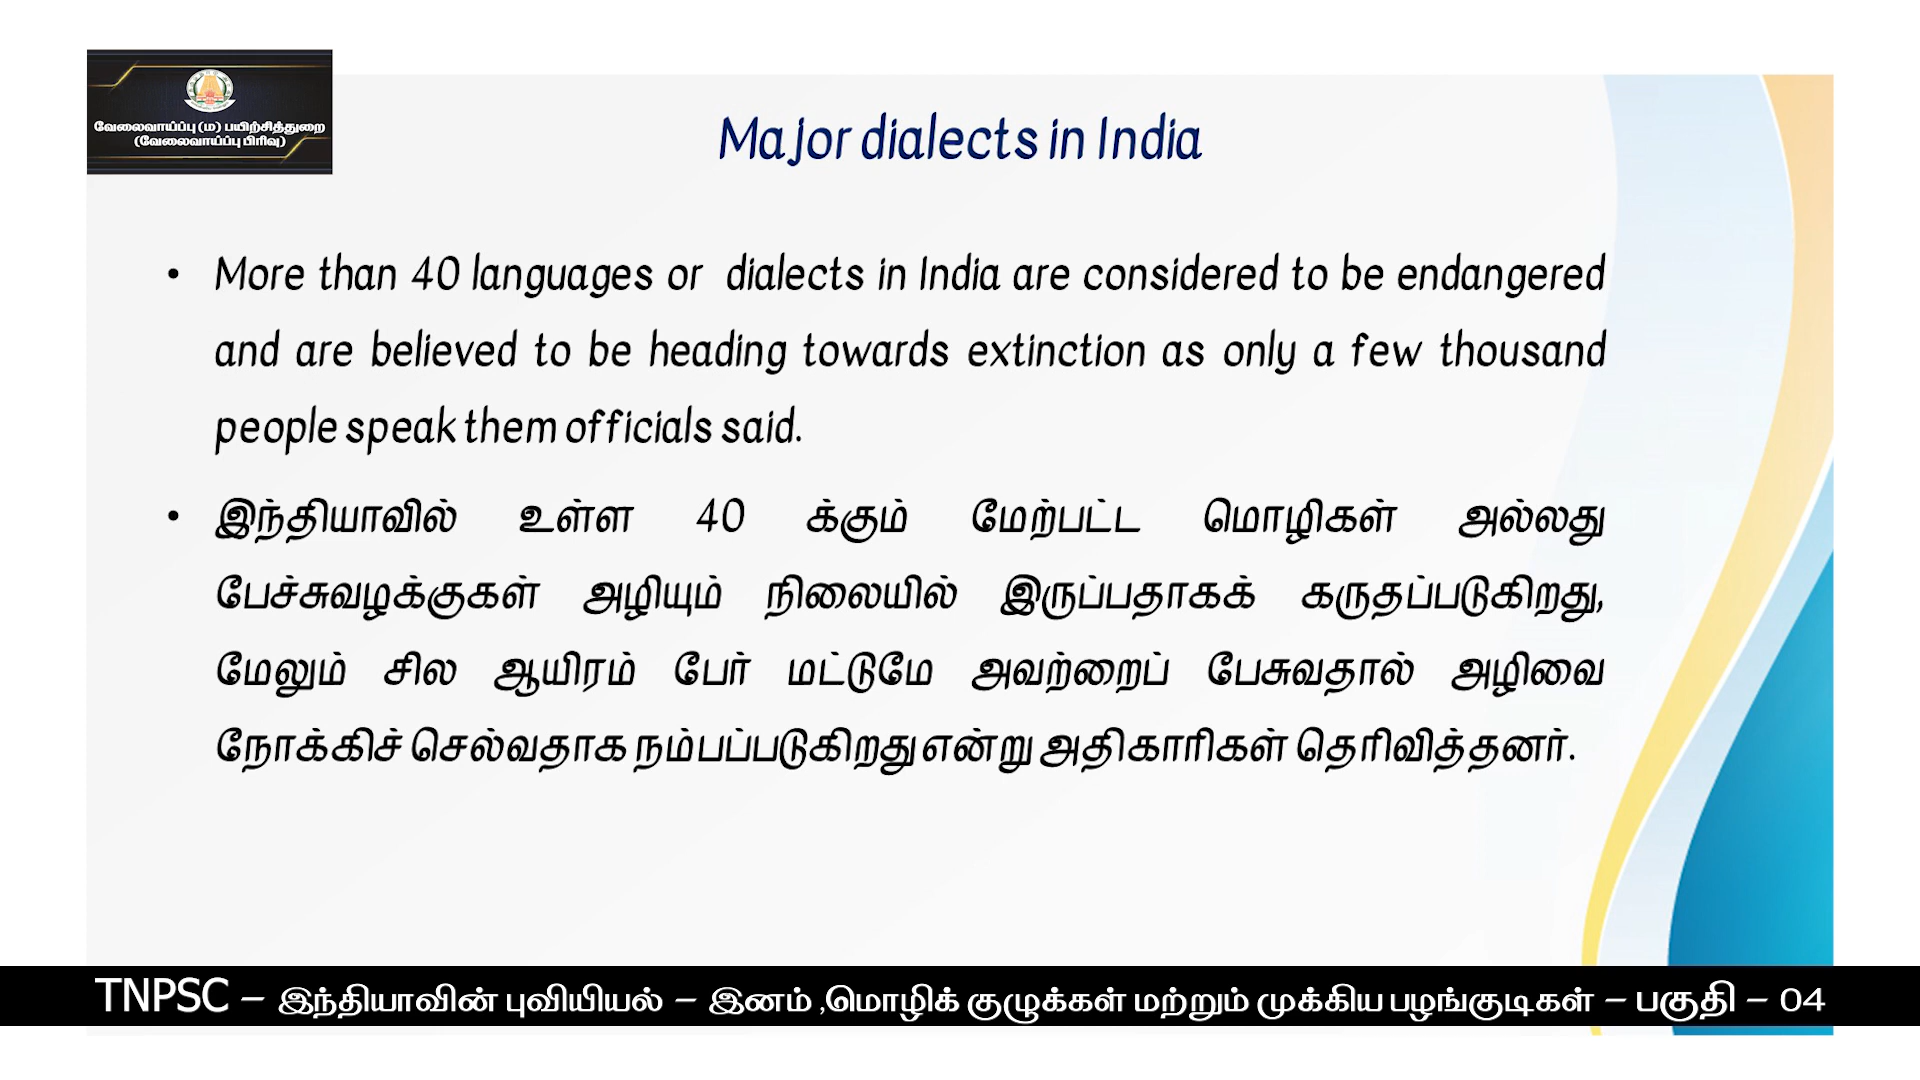 வேலைவாய்ப்பு (ம) பயிற்சித்துறை
(வேலைவாய்ப்பு பிரிவு)
Major dialects in India
• More than 40 languages or dialects in India are considered to be endangered
and are believed to be heading towards extinction as only a few thousand
people speak them officials said.
• இந்தியாவில் உள்ள 40 க்கும் மேற்பட்ட மொழிகள் அல்லது
பேச்சுவழக்குகள் அழியும் நிலையில் இருப்பதாகக் கருதப்படுகிறது,
மேலும் சில ஆயிரம் பேர் மட்டுமே அவற்றைப் பேசுவதால் அழிவை
நோக்கிச் செல்வதாக நம்பப்படுகிறது என்று அதிகாரிகள் தெரிவித்தனர்.
TNPSC – இந்தியாவின் புவியியல் – இனம் ,மொழிக் குழுக்கள் மற்றும் முக்கிய பழங்குடிகள் – பகுதி – 04